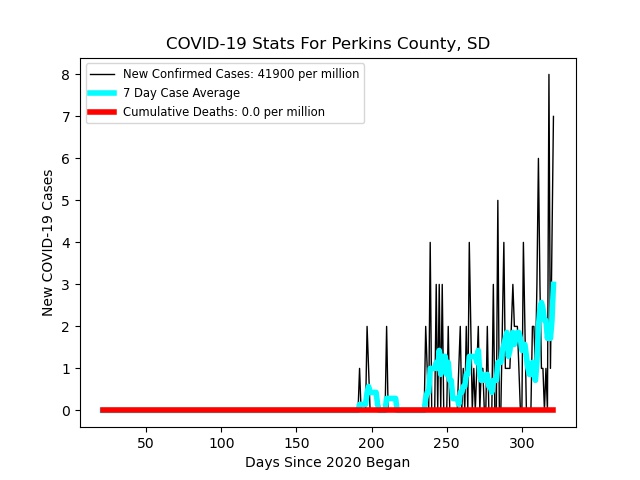 COVID-19 Stats For Perkins County, SD
New Confirmed Cases: 41900 per million
7 Day Case Average
Cumulative Deaths: 0.0 per million
New COVID-19 Cases
8
7
6
5
4
3
2
1
0
50 100 150 200 250 300
Days Since 2020 Began